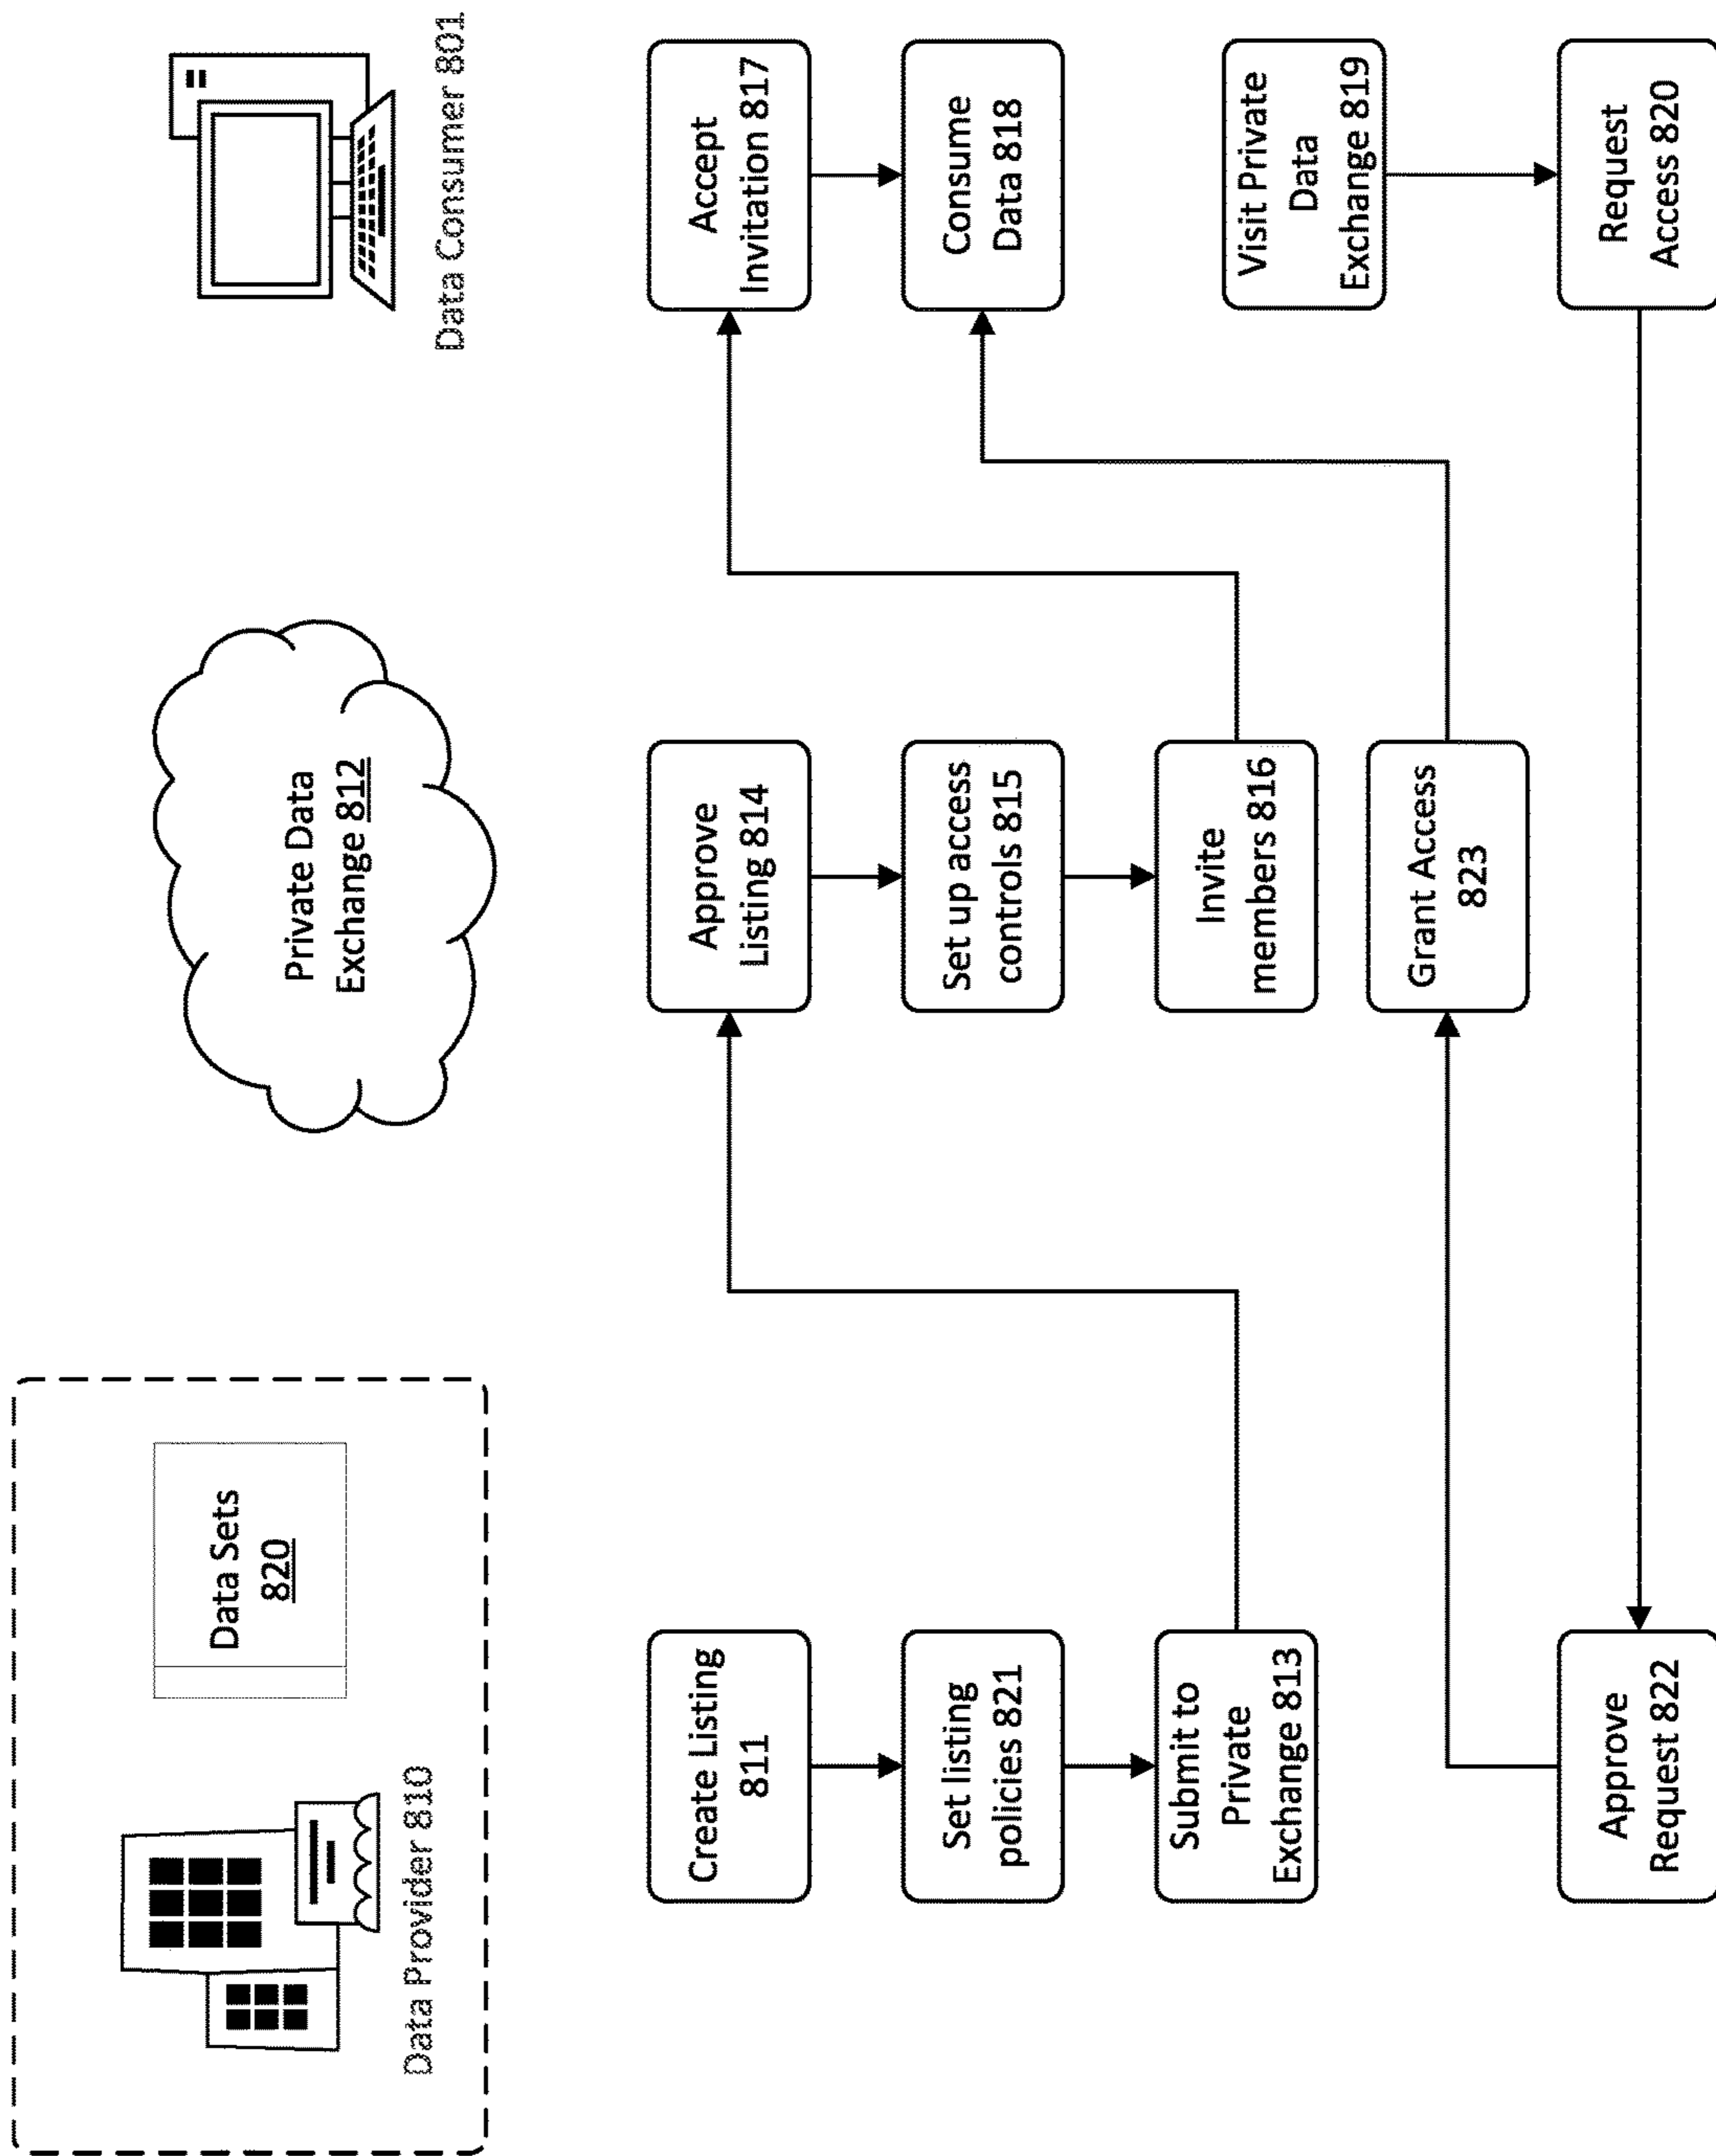 Data Provider 810
Data Sets
820
Private Data
Exchange 812
Data Consumer 801
Create Listing
811
Set listing
policies 821
Submit to
Private
Exchange 813
Approve
Request 822
Approve
Listing 814
Set up access
controls 815
Invite
members 816
Grant Access
823
Accept
Invitation 817
Consume
Data 818
Visit Private
Data
Exchange 819
Request
Access 820